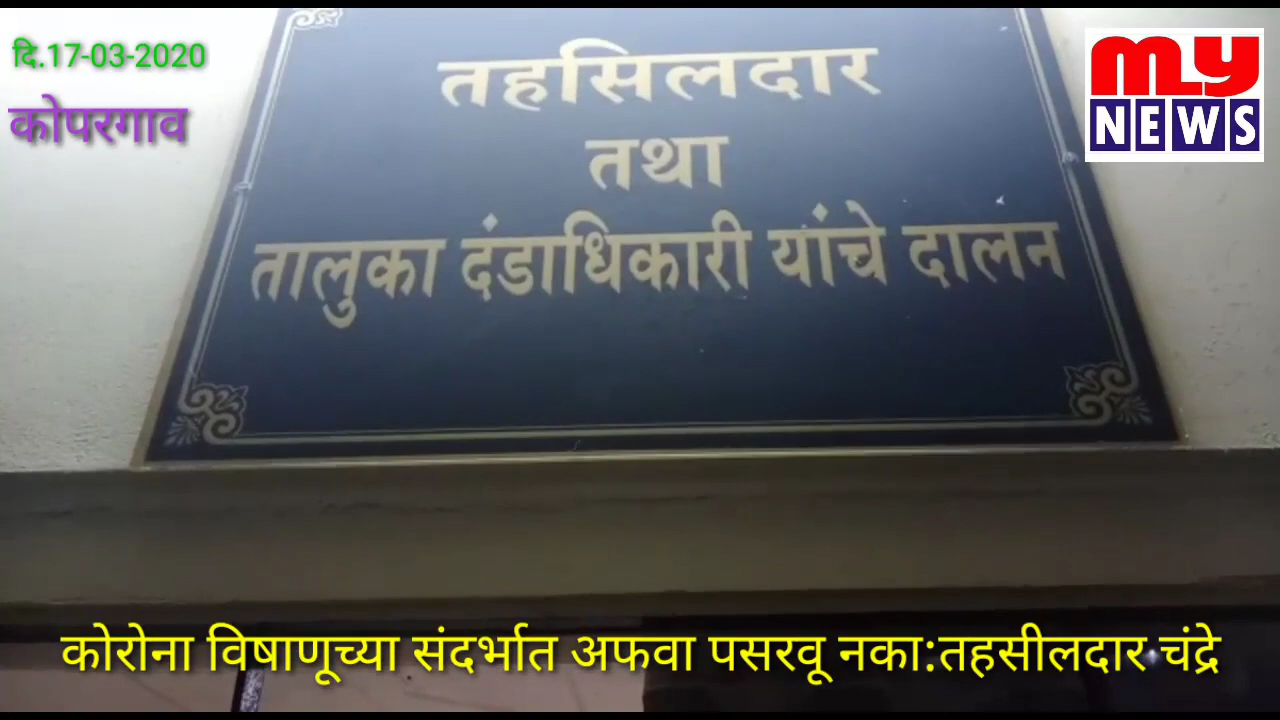 दि.17-03-2020
कोपरगाव
my
NEWS
तहसिलदार
तथा
तालुका दंडाधिकारी यांचे दालन
कोरोना विषाणूच्या संदर्भात अफवा पसरवू नका:तहसीलदार चंद्रे